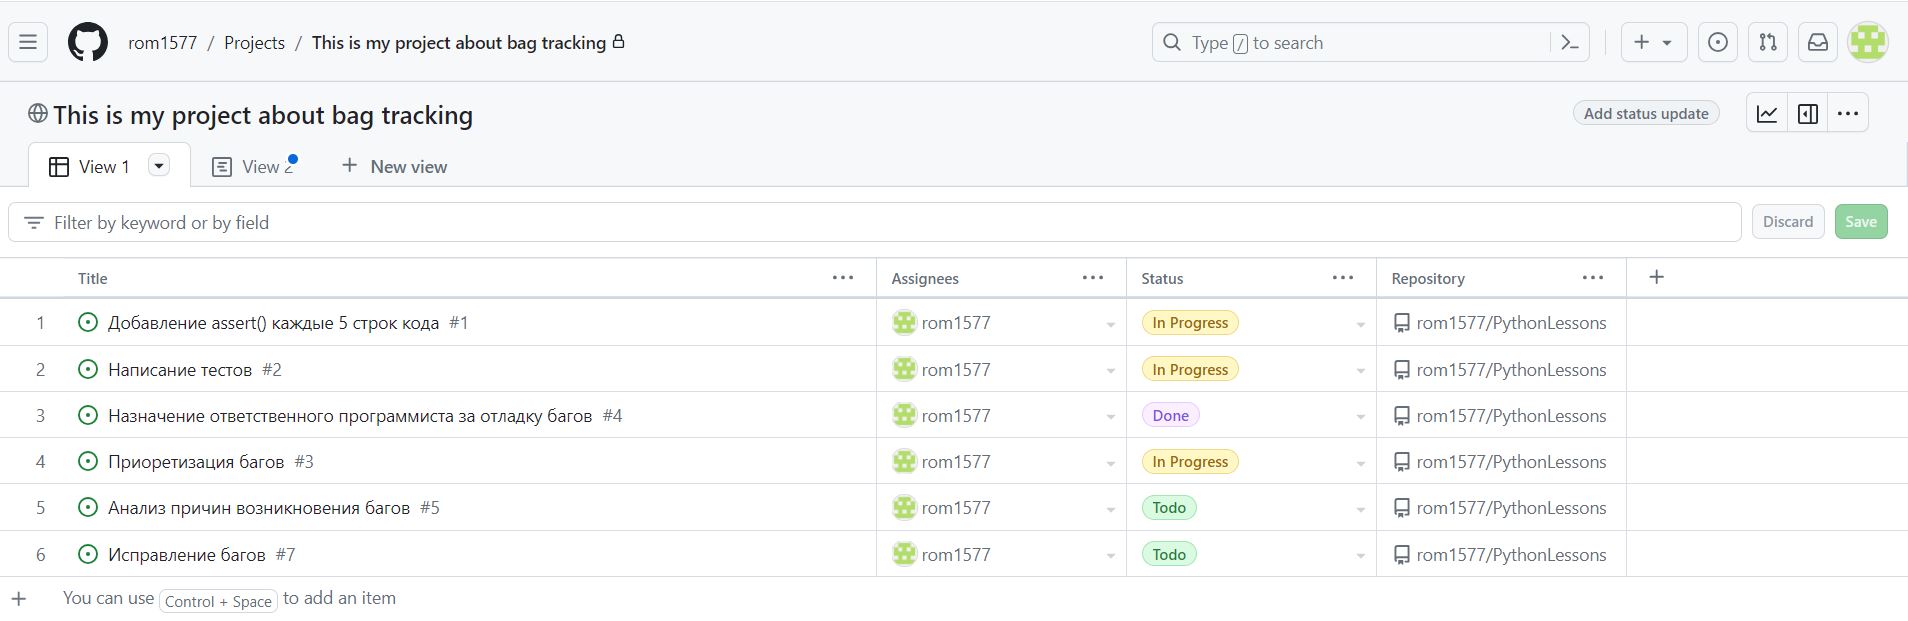 rom1577 / Projects / This is my project about bag tracking
Type / to search
This is my project about bag tracking
Add status update
View 1
View 2
New view
Filter by keyword or by field
Discard
Save
Title Assignees Status Repository
1 Добавление assert() каждые 5 строк кода #1 rom1577 In Progress rom1577/PythonLessons
2 Написание тестов #2 rom1577 In Progress rom1577/PythonLessons
3 Назначение ответственного программиста за отладку багов #4 rom1577 Done rom1577/PythonLessons
4 Приоретизация багов #3 rom1577 In Progress rom1577/PythonLessons
5 Анализ причин возникновения багов #5 rom1577 Todo rom1577/PythonLessons
6 Исправление багов #7 rom1577 Todo rom1577/PythonLessons
You can use Control + Space to add an item